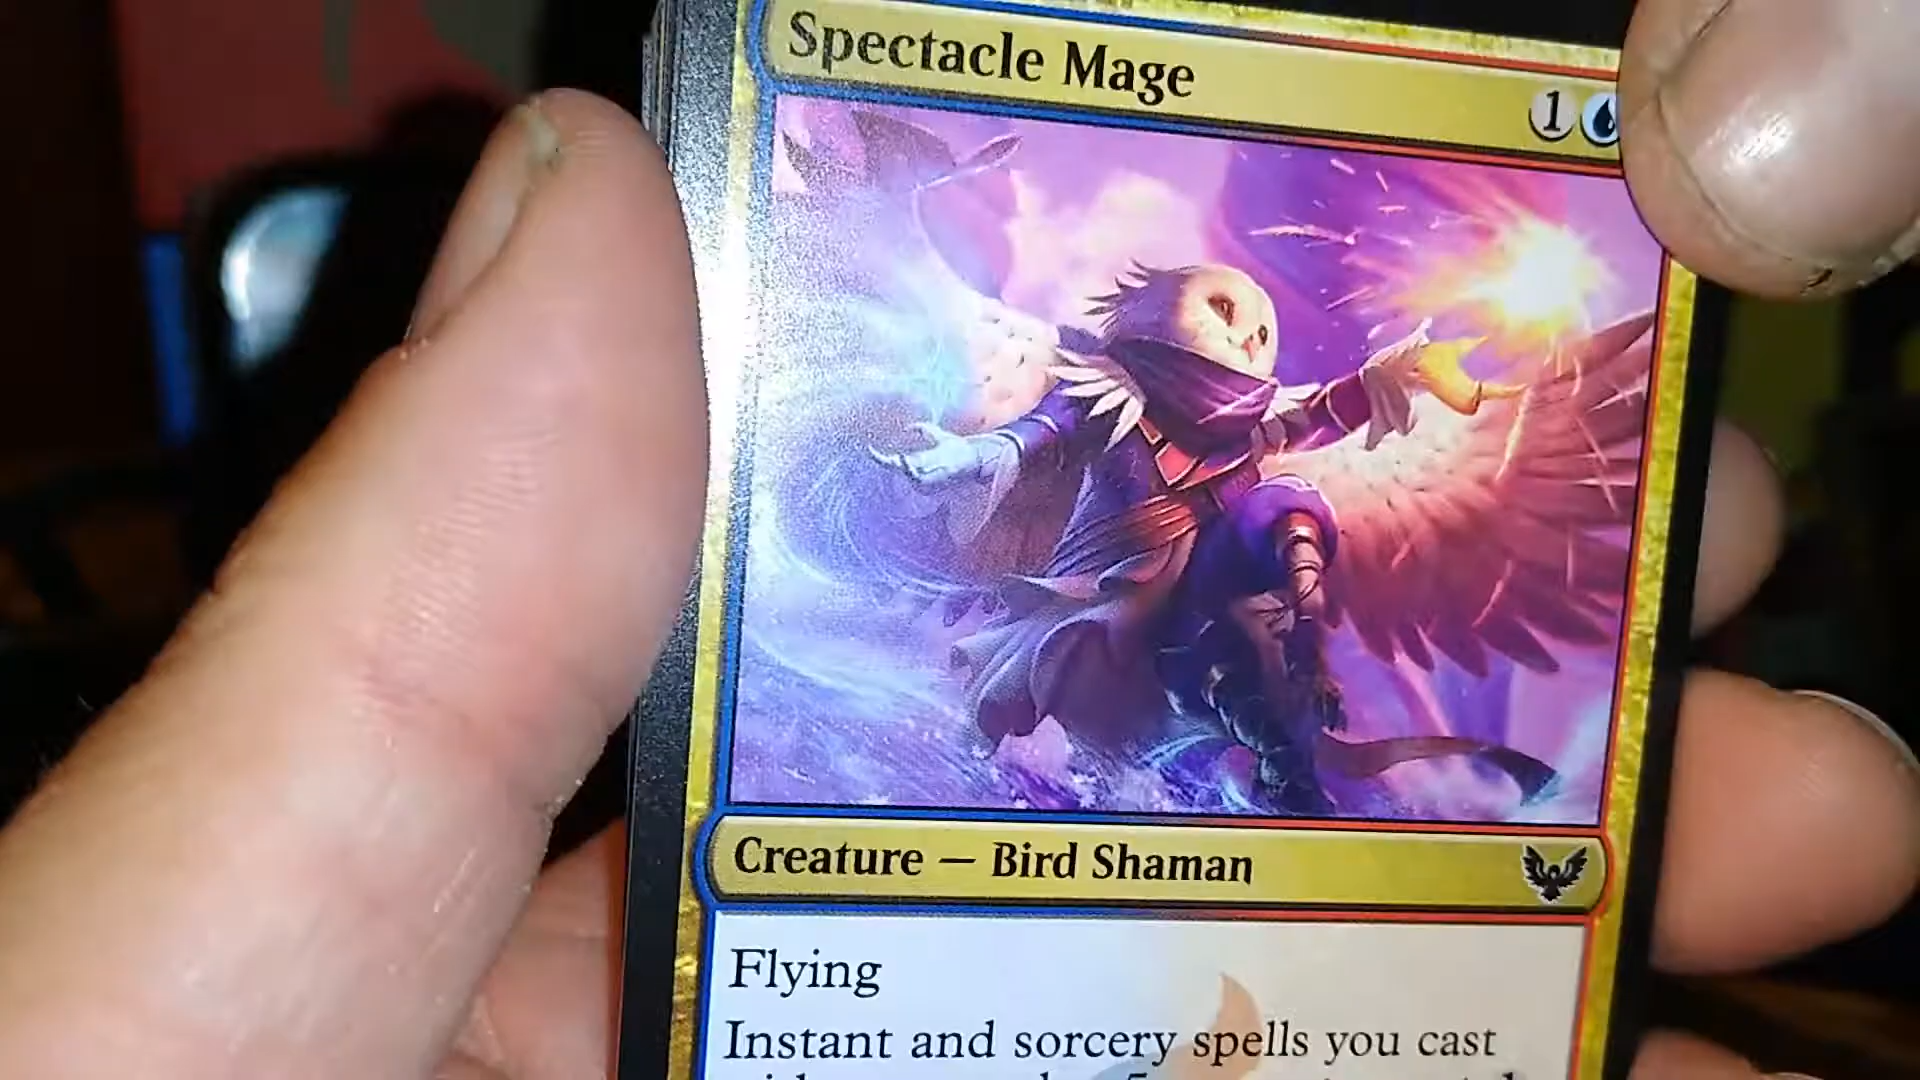 Spectacle Mage
1
Creature — Bird Shaman
Flying
Instant and sorcery spells you cast